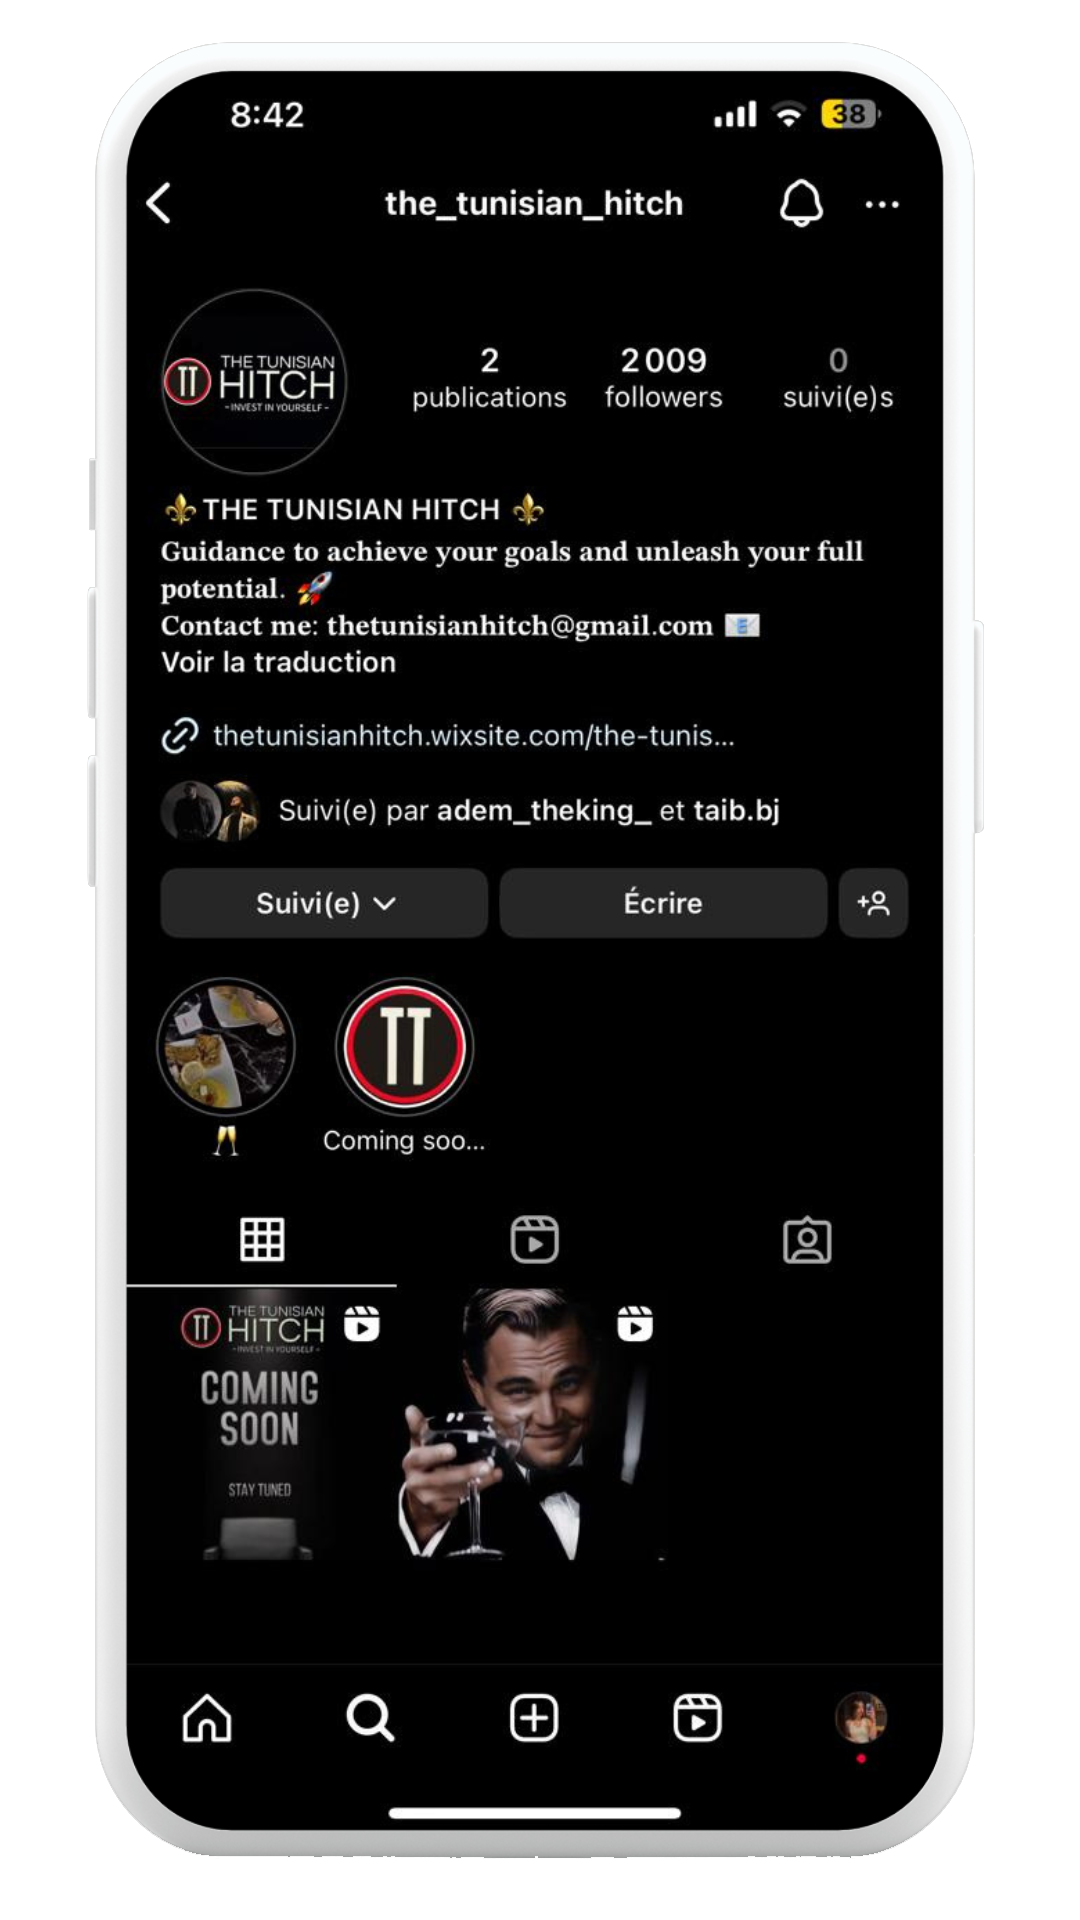 8:42
38
the_tunisian_hitch
TT THE TUNISIAN
HITCH
- INVEST IN YOURSELF -
2 2 009 0
publications followers suivi(e)s
⚜️THE TUNISIAN HITCH ⚜️
Guidance to achieve your goals and unleash your full
potential. 🚀
Contact me: thetunisianhitch@gmail.com 📧
Voir la traduction
thetunisianhitch.wixsite.com/the-tunis...
Suivi(e) par adem_theking_ et taib.bj
Suivi(e) Écrire
TT
🥂 Coming soo...
TT THE TUNISIAN
HITCH
- INVEST IN YOURSELF -
COMING
SOON
STAY TUNED